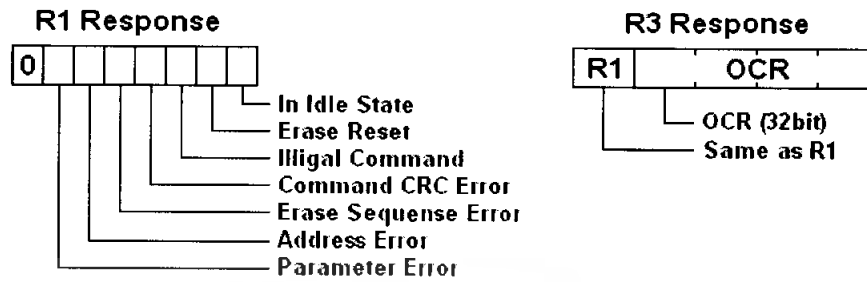 R1 Response
0
In Idle State
Erase Reset
Illigal Command
Command CRC Error
Erase Sequense Error
Address Error
Parameter Error
R3 Response
R1 OCR
OCR (32bit)
Same as R1